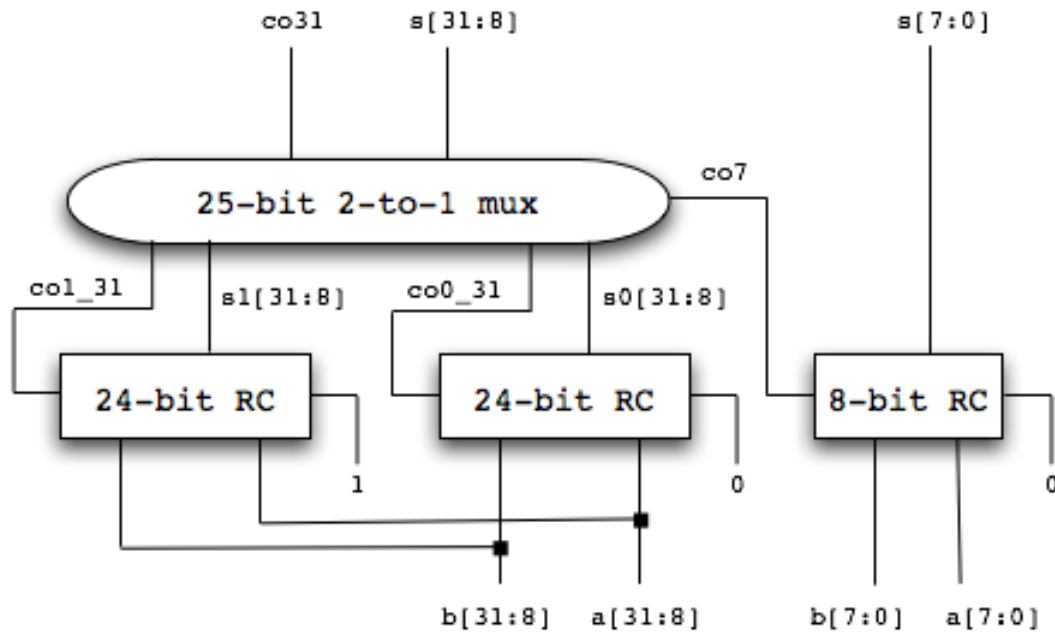 co31 s[31:8] s[7:0]
co7
25-bit 2-to-1 mux
co1_31 s1[31:8] co0_31 s0[31:8]
24-bit RC 24-bit RC 8-bit RC
1 0 0
b[31:8] a[31:8] b[7:0] a[7:0]